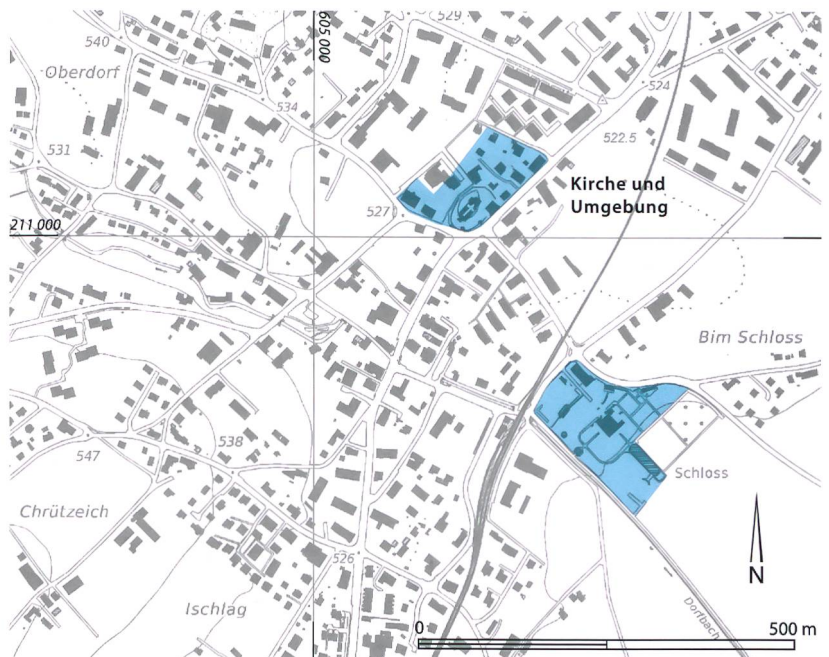 529
605 000
540
Oberdorf
524
534
522.5
531
Kirche und
Umgebung
527
211 000
Bim Schloss
538
547
Schloss
Chrützeich
526
N
Ischlag
Dorfbach
0
500 m